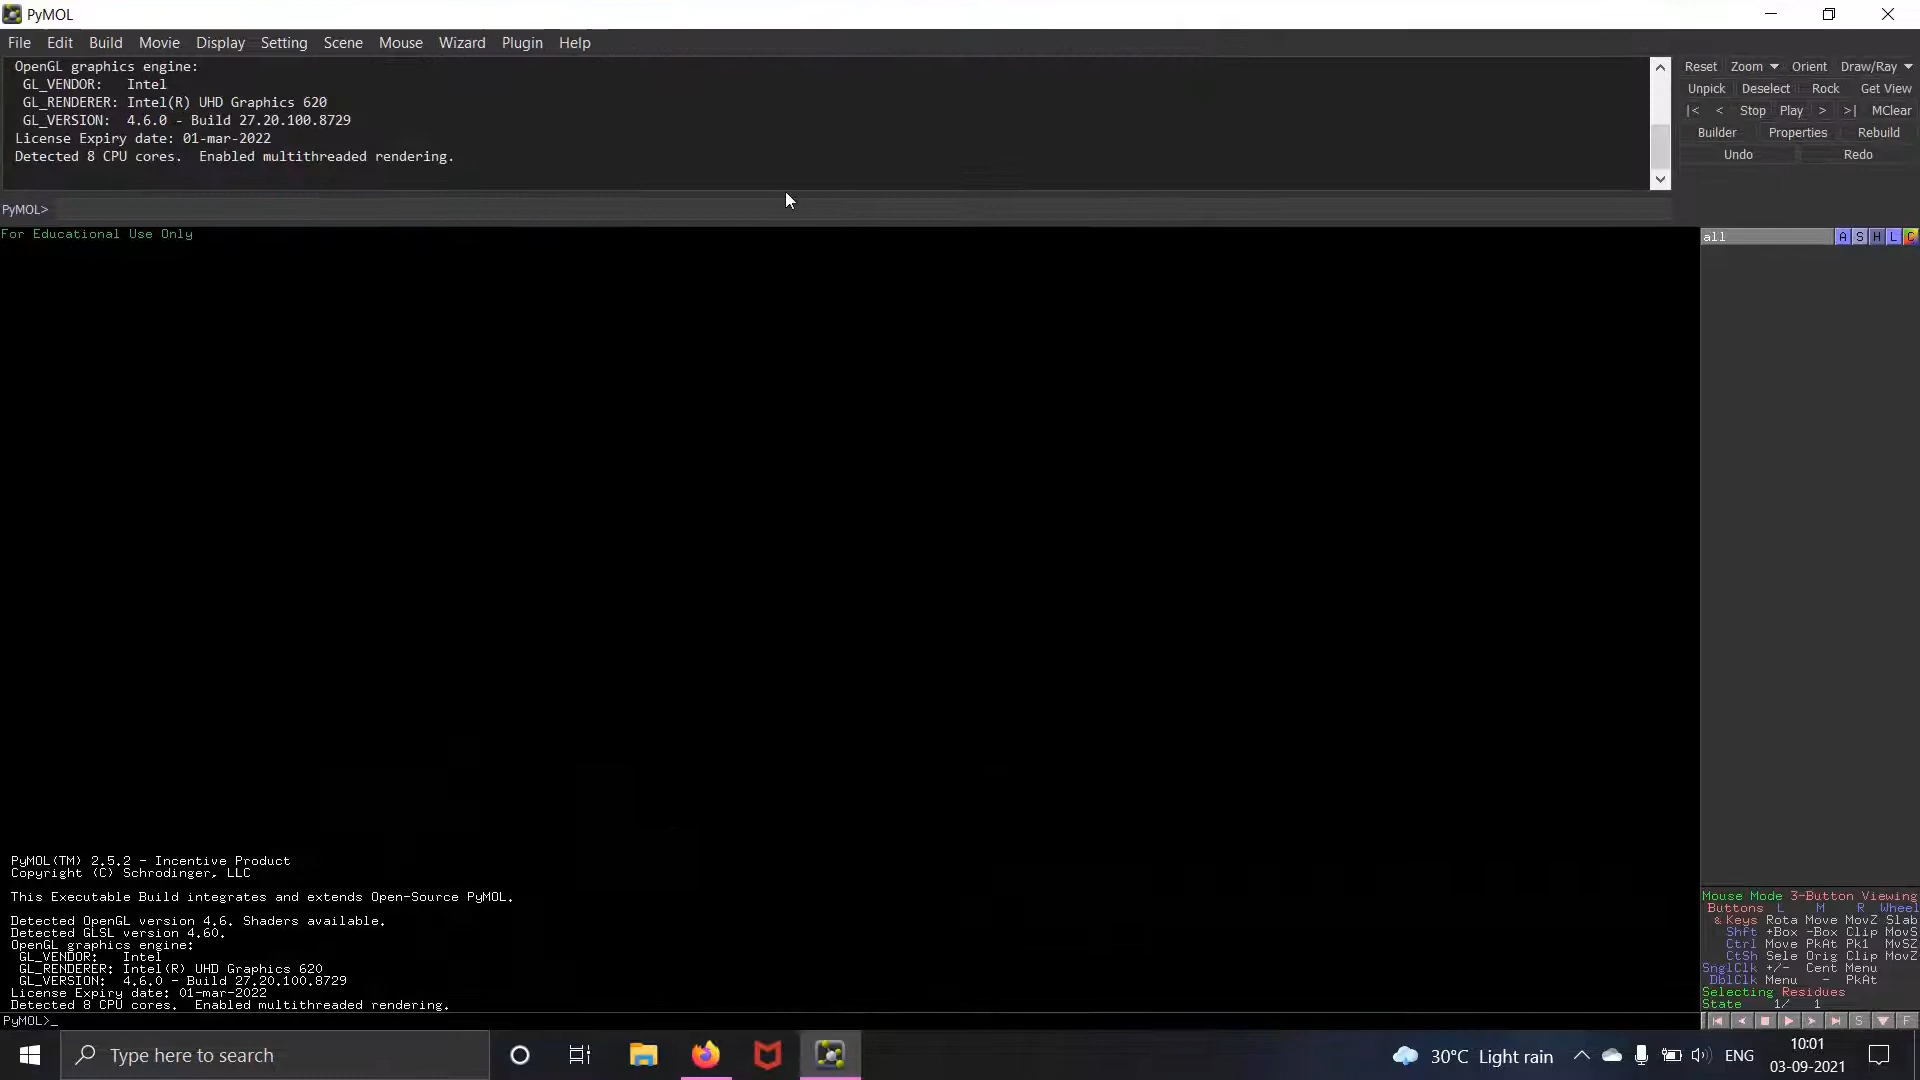 PyMOL
File Edit Build Movie Display Setting Scene Mouse Wizard Plugin Help
OpenGL graphics engine:
GL_VENDOR: Intel
GL_RENDERER: Intel(R) UHD Graphics 620
GL_VERSION: 4.6.0 - Build 27.20.100.8729
License Expiry date: 01-mar-2022
Detected 8 CPU cores. Enabled multithreaded rendering.
Reset Zoom Orient Draw/Ray
Unpick Deselect Rock Get View
|< < Stop Play > >| MClear
Builder Properties Rebuild
Undo Redo
PyMOL>
For Educational Use Only
all A S H L C
PyMOL(TM) 2.5.2 - Incentive Product
Copyright (C) Schrodinger, LLC
This Executable Build integrates and extends Open-Source PyMOL.
Detected OpenGL version 4.6. Shaders available.
Detected GLSL version 4.60.
OpenGL graphics engine:
GL_VENDOR: Intel
GL_RENDERER: Intel(R) UHD Graphics 620
GL_VERSION: 4.6.0 - Build 27.20.100.8729
License Expiry date: 01-mar-2022
Detected 8 CPU cores. Enabled multithreaded rendering.
PyMOL>_
Mouse Mode 3-Button Viewing
Buttons L M R Wheel
& Keys Rota Move MovZ Slab
Shft +Box -Box Clip MovS
Ctrl Move PkAt Pk1 MvSZ
CtSh Sele Orig Clip MovZ
SnglClk +/- Cent Menu
DblClk Menu - PkAt
Selecting Residues
State 1/ 1
S F
Type here to search
30°C Light rain
ENG
10:01
03-09-2021